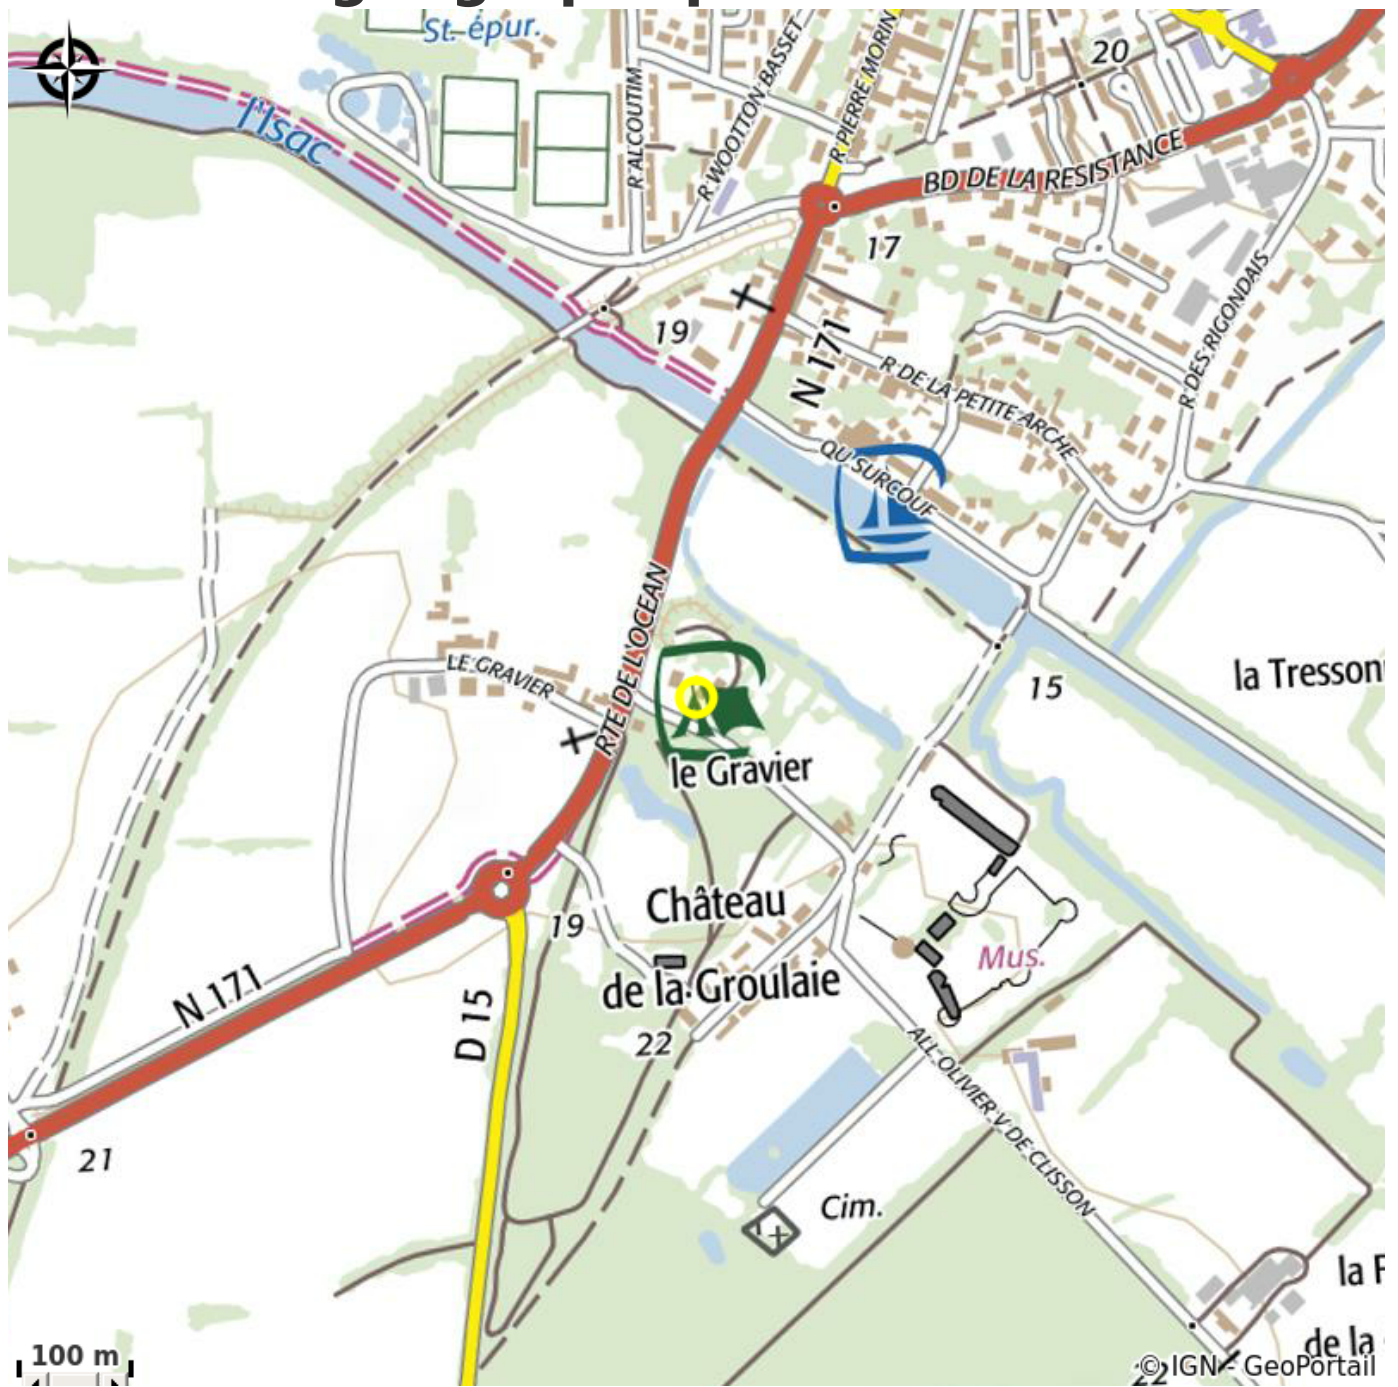 St. épur.
20
R PIERRE MORIN
R WOOTTON BASSET
R ALCOUTIM
l'Isac
BD DE LA RESISTANCE
17
19
N 171
R DES RIGONDAIS
R DE LA PETITE ARCHE
QU SURCOUF
RTE DE L'OCEAN
LE GRAVIER
15
la Tresson
le Gravier
Château
de la Groulaie
19
Mus.
N 171
D 15
22
ALL OLIVIER V DE CLISSON
21
Cim.
la F
de la
22
100 m
© IGN - GeoPortail